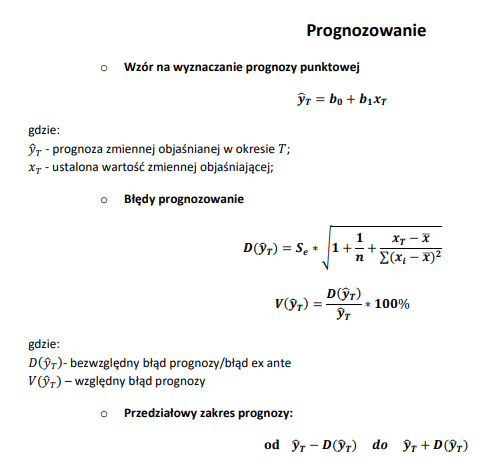 Prognozowanie
o Wzór na wyznaczanie prognozy punktowej
ŷ_T = b₀ + b₁x_T
gdzie:
ŷ_T - prognoza zmiennej objaśnianej w okresie T;
x_T - ustalona wartość zmiennej objaśniającej;
o Błędy prognozowanie
D(ŷ_T) = S_e * √(1 + 1/n + (x_T − x̅)/(∑(x_i − x̅)²))
V(ŷ_T) = D(ŷ_T)/ŷ_T * 100%
gdzie:
D(ŷ_T)- bezwzględny błąd prognozy/błąd ex ante
V(ŷ_T) – względny błąd prognozy
o Przedziałowy zakres prognozy:
od ŷ_T − D(ŷ_T) do ŷ_T + D(ŷ_T)